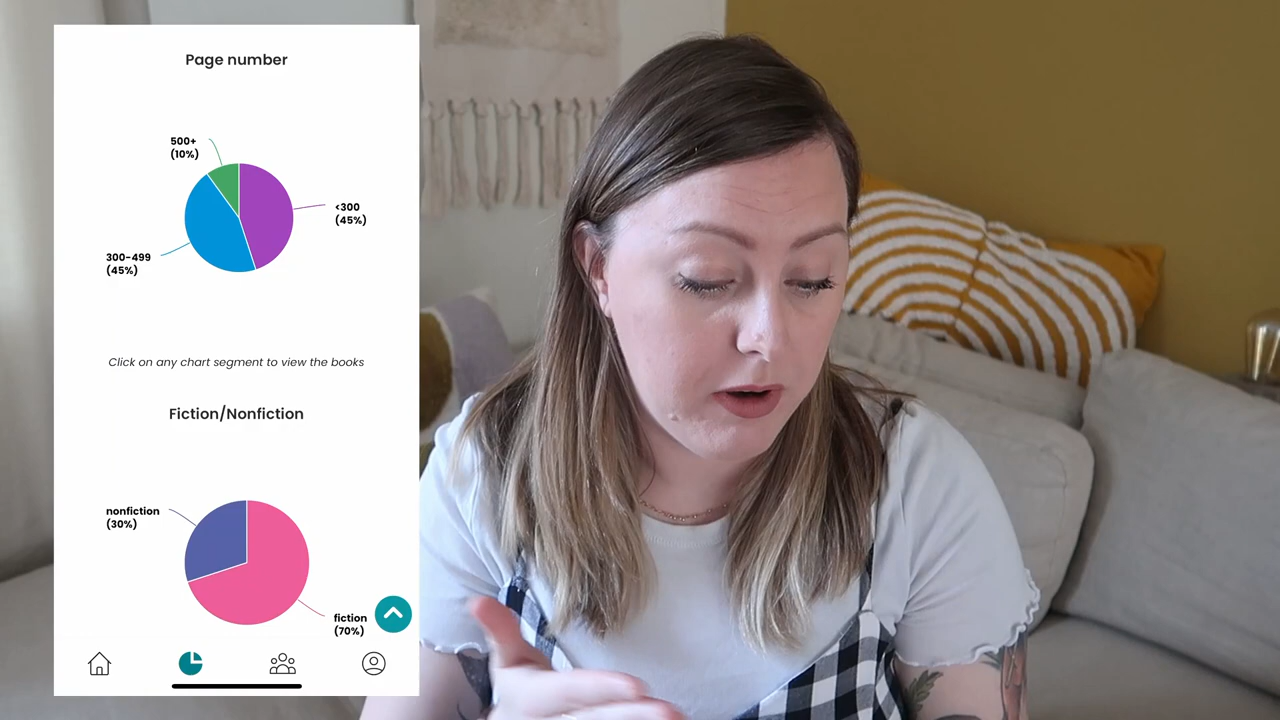 Page number
500+
(10%)
<300
(45%)
300-499
(45%)
Click on any chart segment to view the books
Fiction/Nonfiction
nonfiction
(30%)
fiction
(70%)